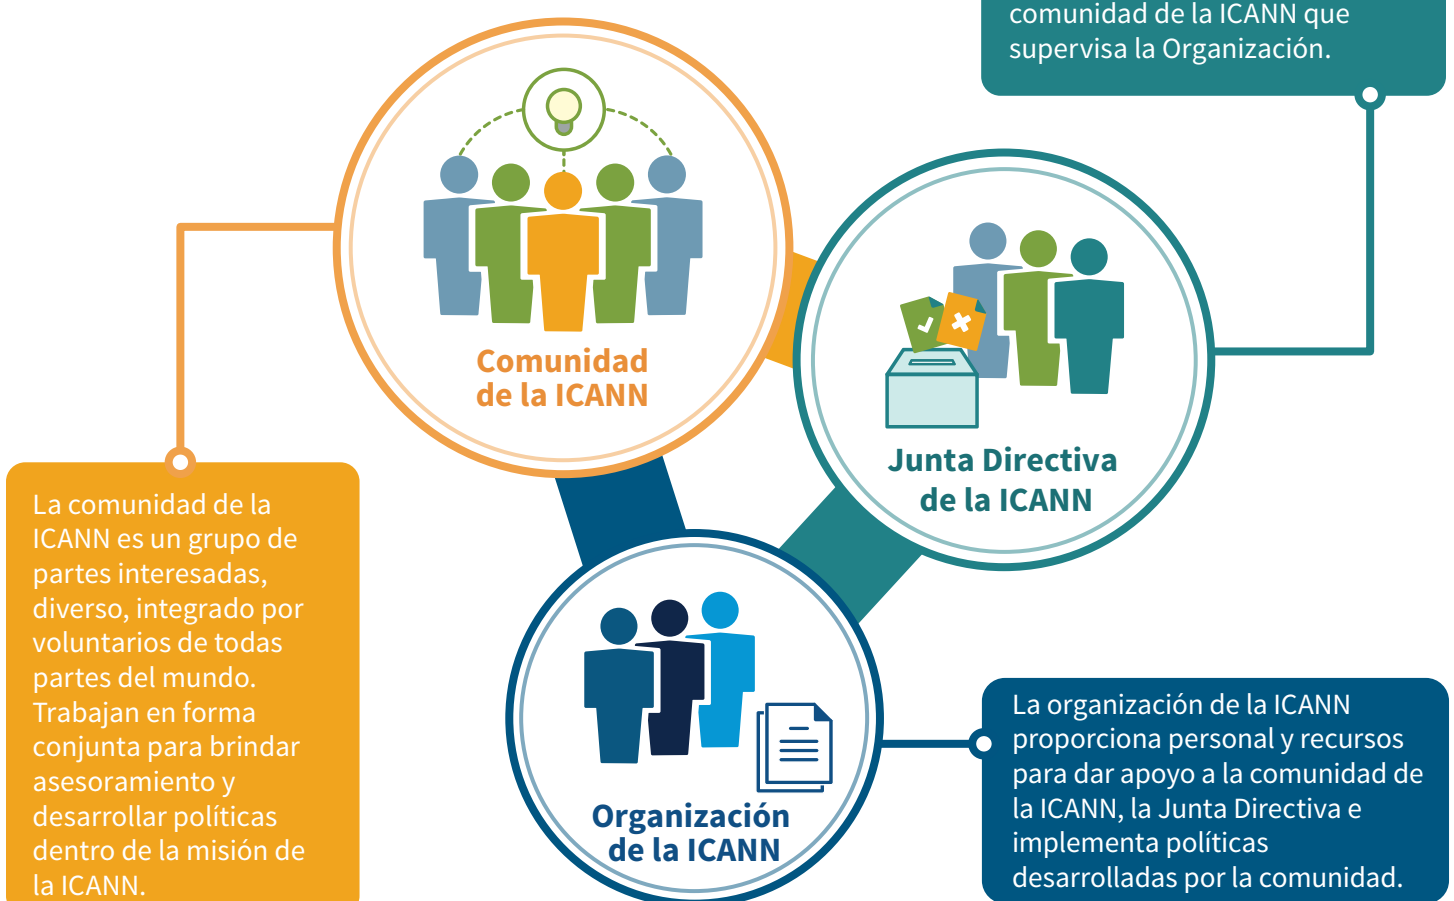 comunidad de la ICANN que
supervisa la Organización.
Comunidad
de la ICANN
Junta Directiva
de la ICANN
La comunidad de la
ICANN es un grupo de
partes interesadas,
diverso, integrado por
voluntarios de todas
partes del mundo.
Trabajan en forma
conjunta para brindar
asesoramiento y
desarrollar políticas
dentro de la misión de
la ICANN.
Organización
de la ICANN
La organización de la ICANN
proporciona personal y recursos
para dar apoyo a la comunidad de
la ICANN, la Junta Directiva e
implementa políticas
desarrolladas por la comunidad.